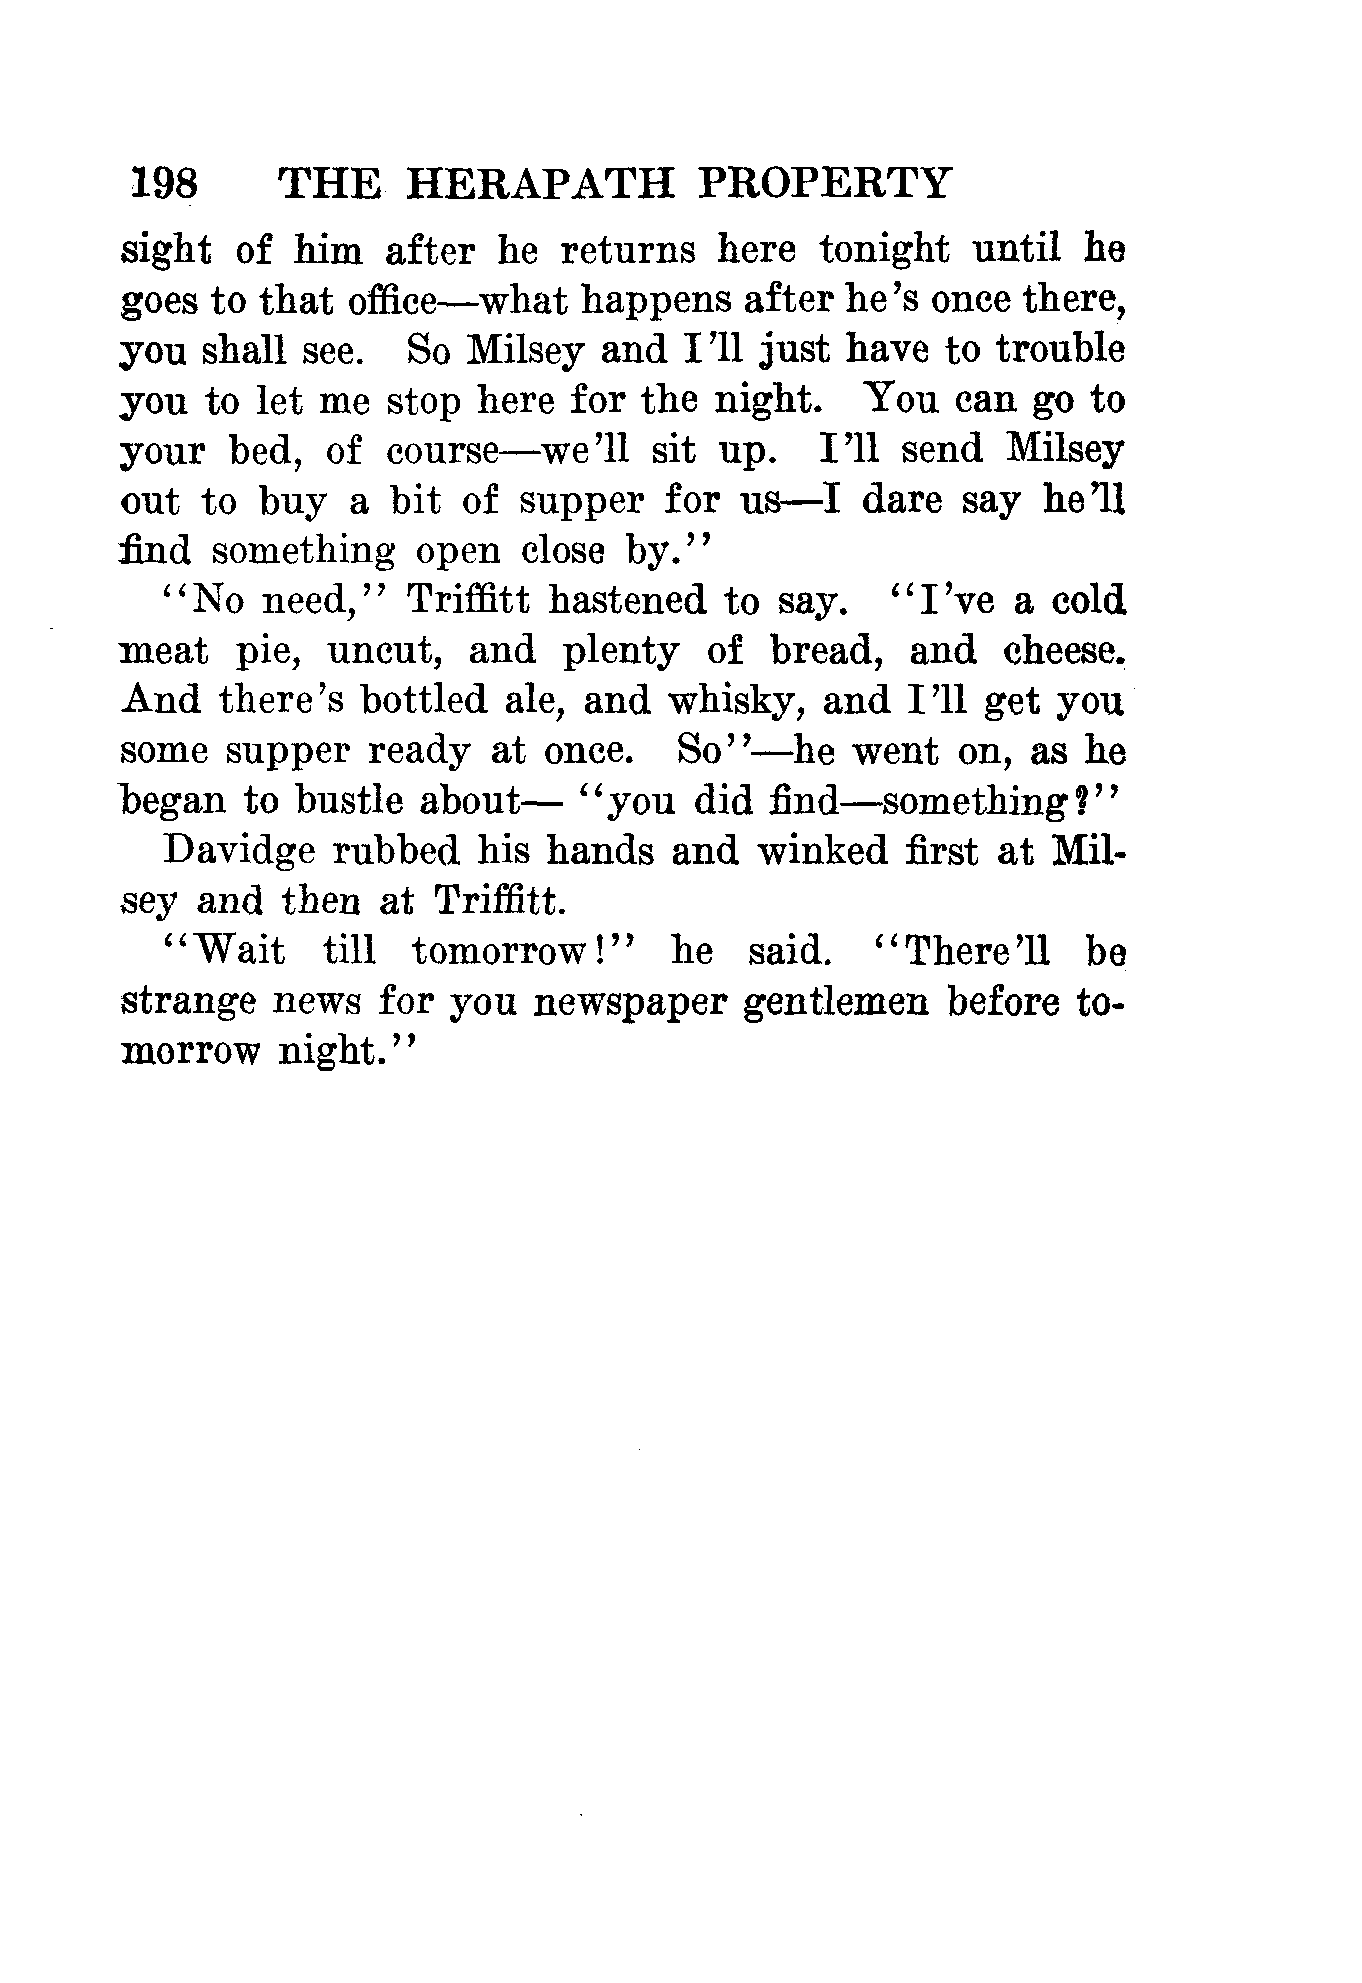 198 THE HERAPATH PROPERTY
sight of him after he returns here tonight until he
goes to that office—what happens after he's once there,
you shall see. So Milsey and I'll just have to trouble
you to let me stop here for the night. You can go to
your bed, of course—we'll sit up. I'll send Milsey
out to buy a bit of supper for us—I dare say he'll
find something open close by."
"No need," Triffitt hastened to say. "I've a cold
meat pie, uncut, and plenty of bread, and cheese.
And there's bottled ale, and whisky, and I'll get you
some supper ready at once. So"—he went on, as he
began to bustle about— "you did find—something?"
Davidge rubbed his hands and winked first at Mil-
sey and then at Triffitt.
"Wait till tomorrow!" he said. "There'll be
strange news for you newspaper gentlemen before to-
morrow night."